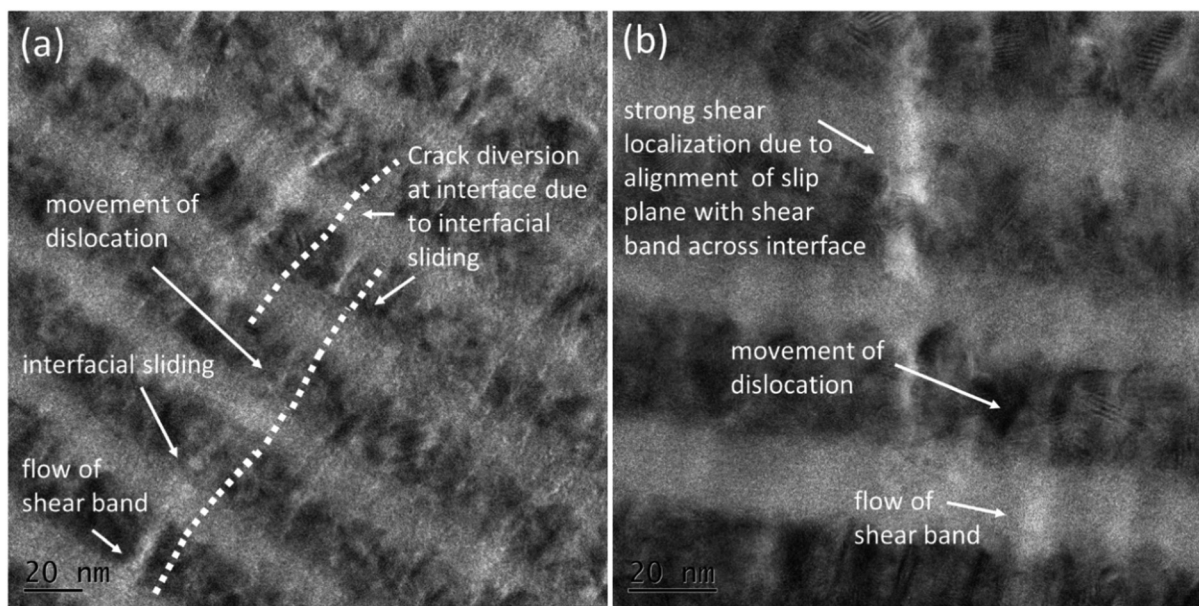 (a)
Crack diversion
at interface due
to interfacial
sliding
movement of
dislocation
interfacial sliding
flow of
shear band
20 nm
(b)
strong shear
localization due to
alignment of slip
plane with shear
band across interface
movement of
dislocation
flow of
shear band
20 nm